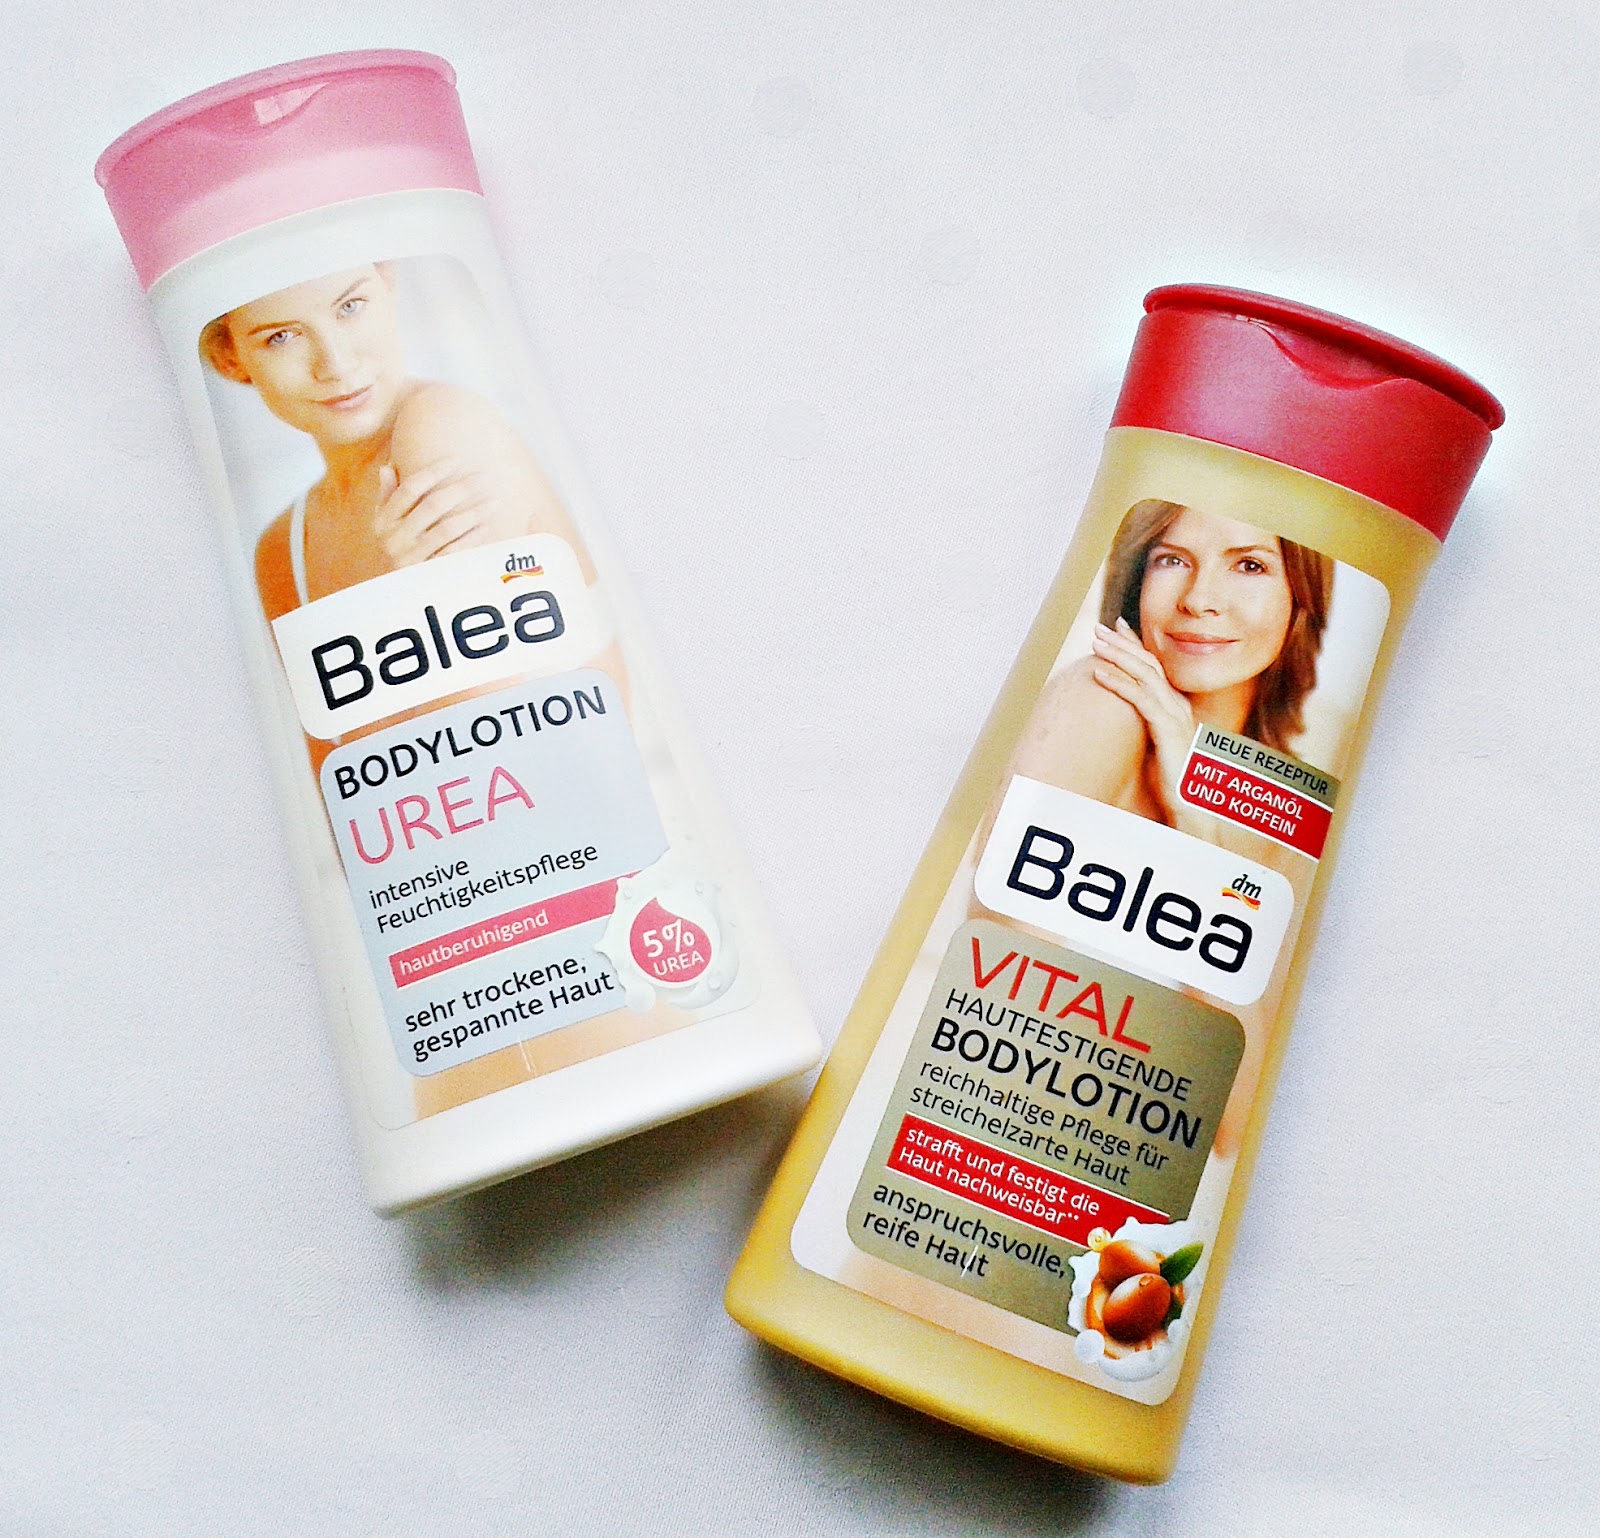 dm
Balea
BODYLOTION
UREA
intensive
Feuchtigkeitspflege
hautberuhigend
5%
UREA
sehr trockene,
gespannte Haut
NEUE REZEPTUR
MIT ARGANÖL
UND KOFFEIN
dm
Balea
VITAL
HAUTFESTIGENDE
BODYLOTION
reichhaltige Pflege für
streichelzarte Haut
strafft und festigt die
Haut nachweisbar**
anspruchsvolle,
reife Haut